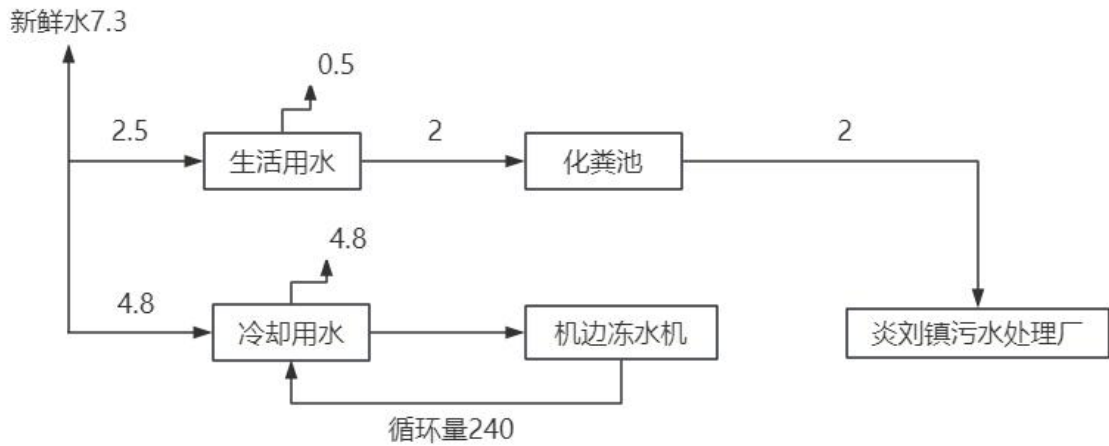 新鲜水7.3
0.5
2.5
生活用水
2
化粪池
2
4.8
4.8
冷却用水
机边冻水机
炎刘镇污水处理厂
循环量240